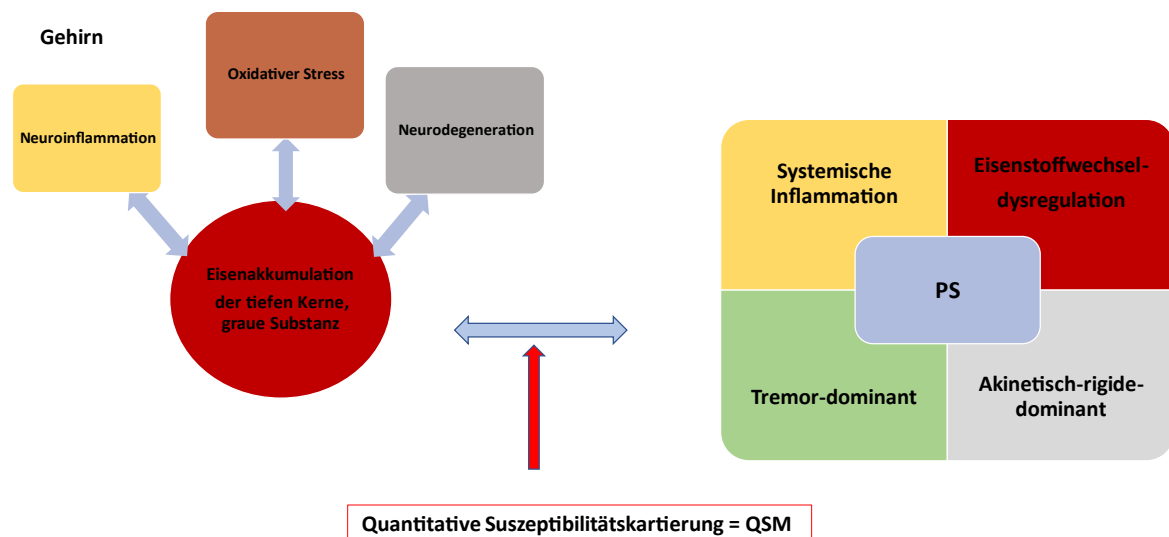 Gehirn
Oxidativer Stress
Neuroinflammation
Neurodegeneration
Eisenakkumulation
der tiefen Kerne,
graue Substanz
Systemische
Inflammation
Eisenstoffwechsel-
dysregulation
PS
Tremor-dominant
Akinetisch-rigide-
dominant
Quantitative Suszeptibilitätskartierung = QSM